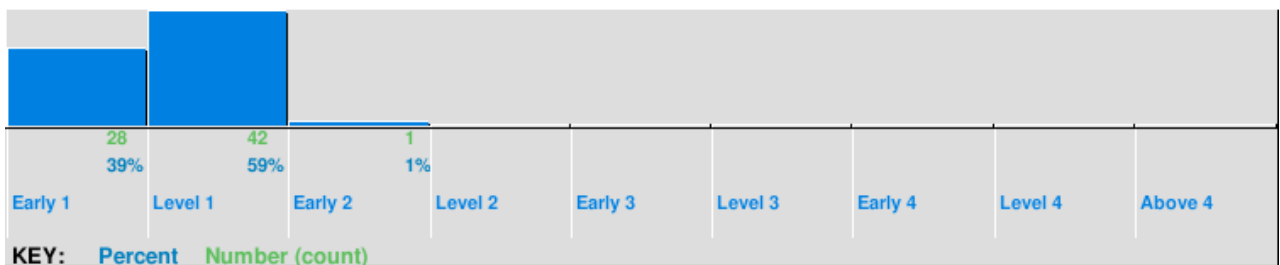 28 42 1
39% 59% 1%
Early 1 Level 1 Early 2 Level 2 Early 3 Level 3 Early 4 Level 4 Above 4
KEY: Percent Number (count)